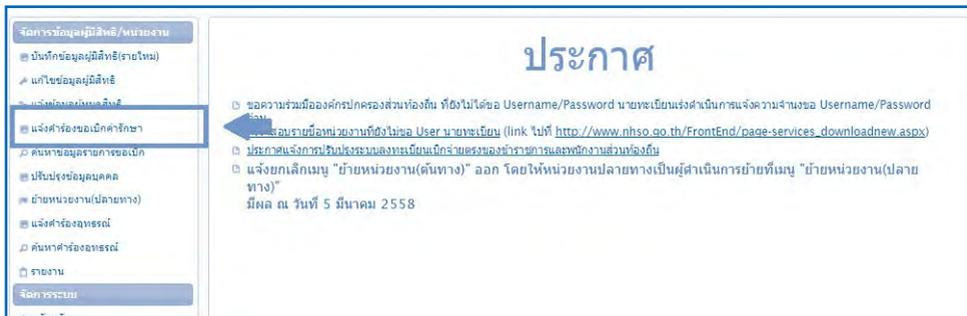 จัดการข้อมูลผู้มีสิทธิ/หน่วยงาน
บันทึกข้อมูลผู้มีสิทธิ(รายใหม่)
แก้ไขข้อมูลผู้มีสิทธิ
แจ้งข้อมูลผู้หมดสิทธิ
แจ้งคำร้องขอเบิกค่ารักษา
ค้นหาข้อมูลรายการขอเบิก
ปรับปรุงข้อมูลบุคคล
ย้ายหน่วยงาน(ปลายทาง)
แจ้งคำร้องอุทธรณ์
ค้นหาคำร้องอุทธรณ์
รายงาน
จัดการระบบ
ประกาศ
ขอความร่วมมือองค์กรปกครองส่วนท้องถิ่น ที่ยังไม่ได้ขอ Username/Password นายทะเบียนเร่งดำเนินการแจ้งความจำนงขอ Username/Password
ด่วน
สอบรายชื่อหน่วยงานที่ยังไม่ขอ User นายทะเบียน (link ไปที่ http://www.nhso.go.th/FrontEnd/page-services_downloadnew.aspx)
ประกาศแจ้งการปรับปรุงระบบลงทะเบียนเบิกจ่ายตรงของข้าราชการและพนักงานส่วนท้องถิ่น
แจ้งยกเลิกเมนู "ย้ายหน่วยงาน(ต้นทาง)" ออก โดยให้หน่วยงานปลายทางเป็นผู้ดำเนินการย้ายที่เมนู "ย้ายหน่วยงาน(ปลาย
ทาง)"
มีผล ณ วันที่ 5 มีนาคม 2558